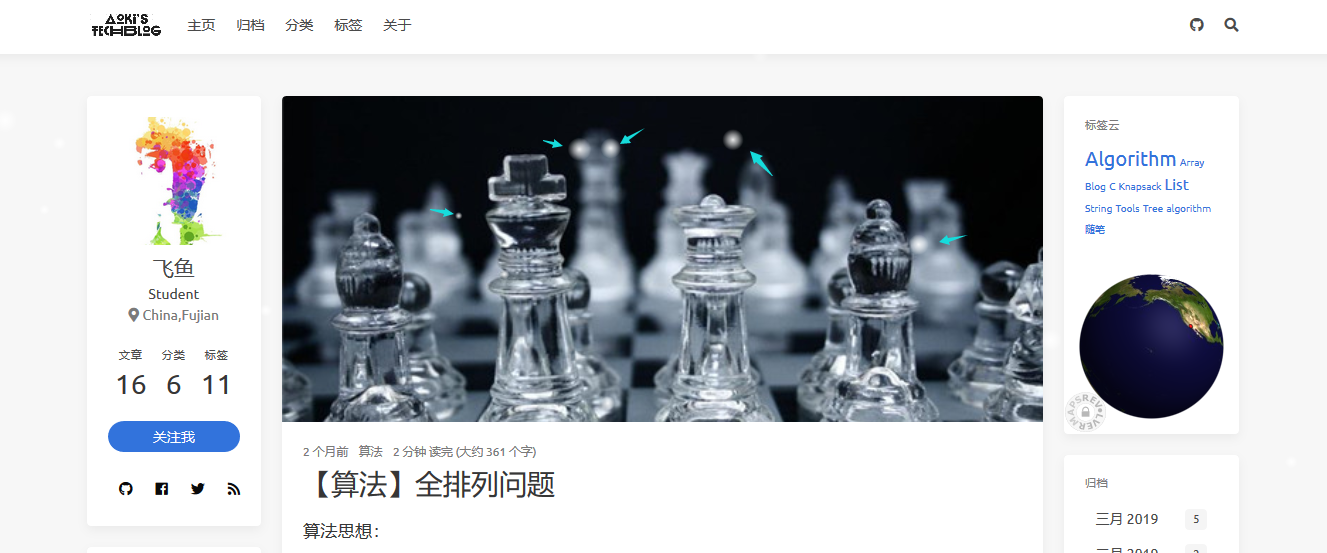 AOKI'S
TECHBLOG
主页 归档 分类 标签 关于
飞鱼
Student
China,Fujian
文章 分类 标签
16 6 11
关注我
2 个月前 算法 2 分钟 读完 (大约 361 个字)
【算法】全排列问题
算法思想：
标签云
Algorithm Array
Blog C Knapsack List
String Tools Tree algorithm
随笔
MAPSREVOLVER
归档
三月 2019 5